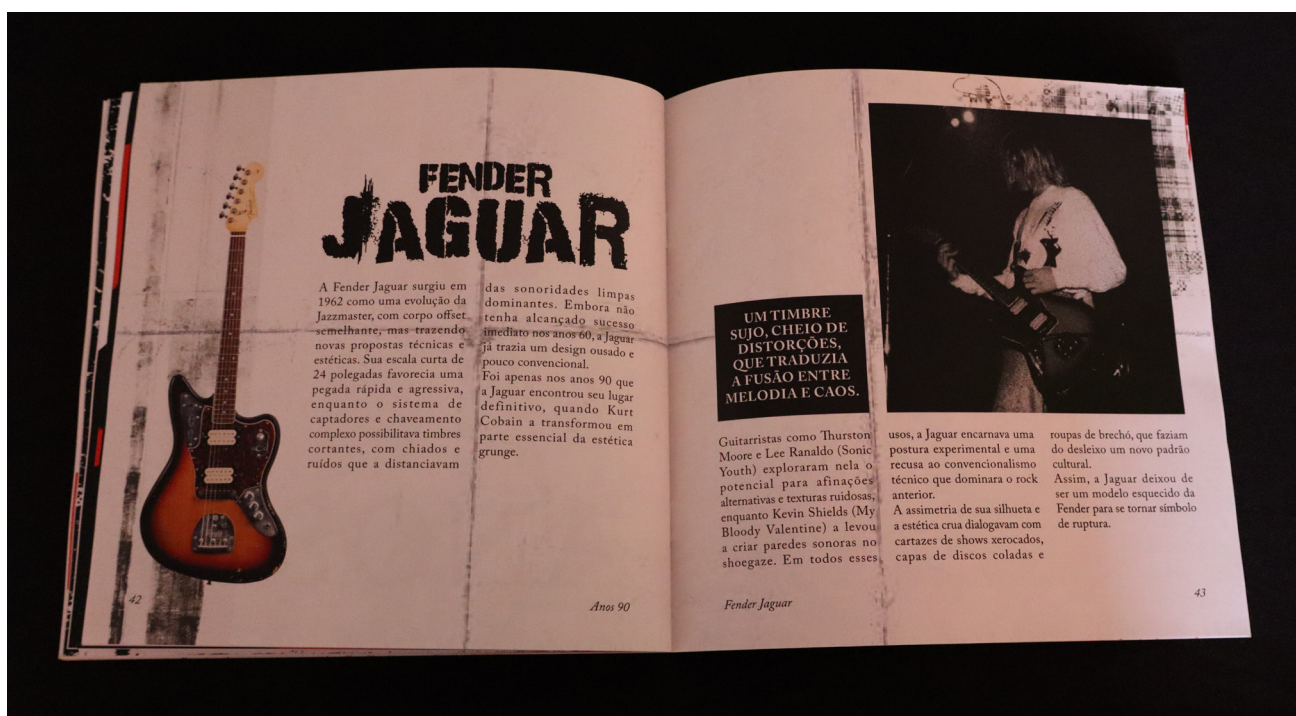 FENDER
JAGUAR
A Fender Jaguar surgiu em
1962 como uma evolução da
Jazzmaster, com corpo offset
semelhante, mas trazendo
novas propostas técnicas e
estéticas. Sua escala curta de
24 polegadas favorecia uma
pegada rápida e agressiva,
enquanto o sistema de
captadores e chaveamento
complexo possibilitava timbres
cortantes, com chiados e
ruídos que a distanciavam
das sonoridades limpas
dominantes. Embora não
tenha alcançado sucesso
imediato nos anos 60, a Jaguar
já trazia um design ousado e
pouco convencional.
Foi apenas nos anos 90 que
a Jaguar encontrou seu lugar
definitivo, quando Kurt
Cobain a transformou em
parte essencial da estética
grunge.
42
Anos 90
UM TIMBRE
SUJO, CHEIO DE
DISTORÇÕES,
QUE TRADUZIA
A FUSÃO ENTRE
MELODIA E CAOS.
Guitarristas como Thurston
Moore e Lee Ranaldo (Sonic
Youth) exploraram nela o
potencial para afinações
alternativas e texturas ruidosas,
enquanto Kevin Shields (My
Bloody Valentine) a levou
a criar paredes sonoras no
shoegaze. Em todos esses
usos, a Jaguar encarnava uma
postura experimental e uma
recusa ao convencionalismo
técnico que dominara o rock
anterior.
A assimetria de sua silhueta e
a estética crua dialogavam com
cartazes de shows xerocados,
capas de discos coladas e
roupas de brechó, que faziam
do desleixo um novo padrão
cultural.
Assim, a Jaguar deixou de
ser um modelo esquecido da
Fender para se tornar símbolo
de ruptura.
Fender Jaguar
43